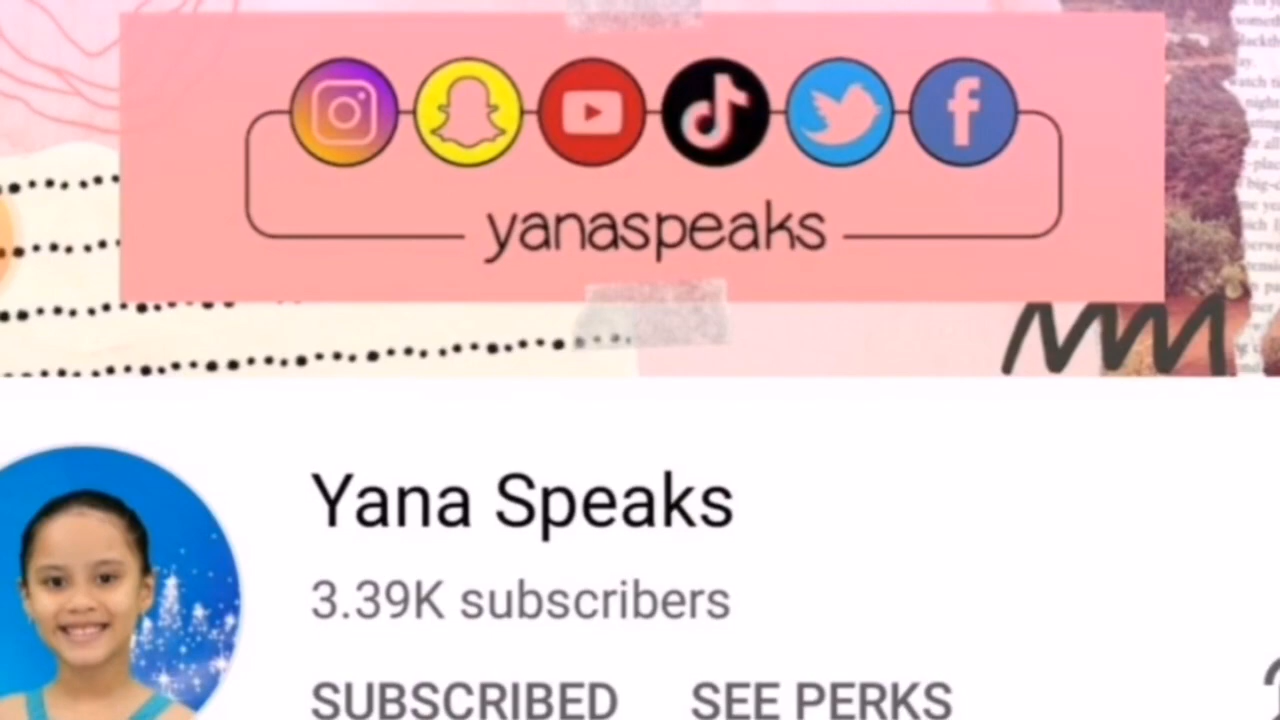 yanaspeaks
Yana Speaks
3.39K subscribers
SUBSCRIBED SEE PERKS